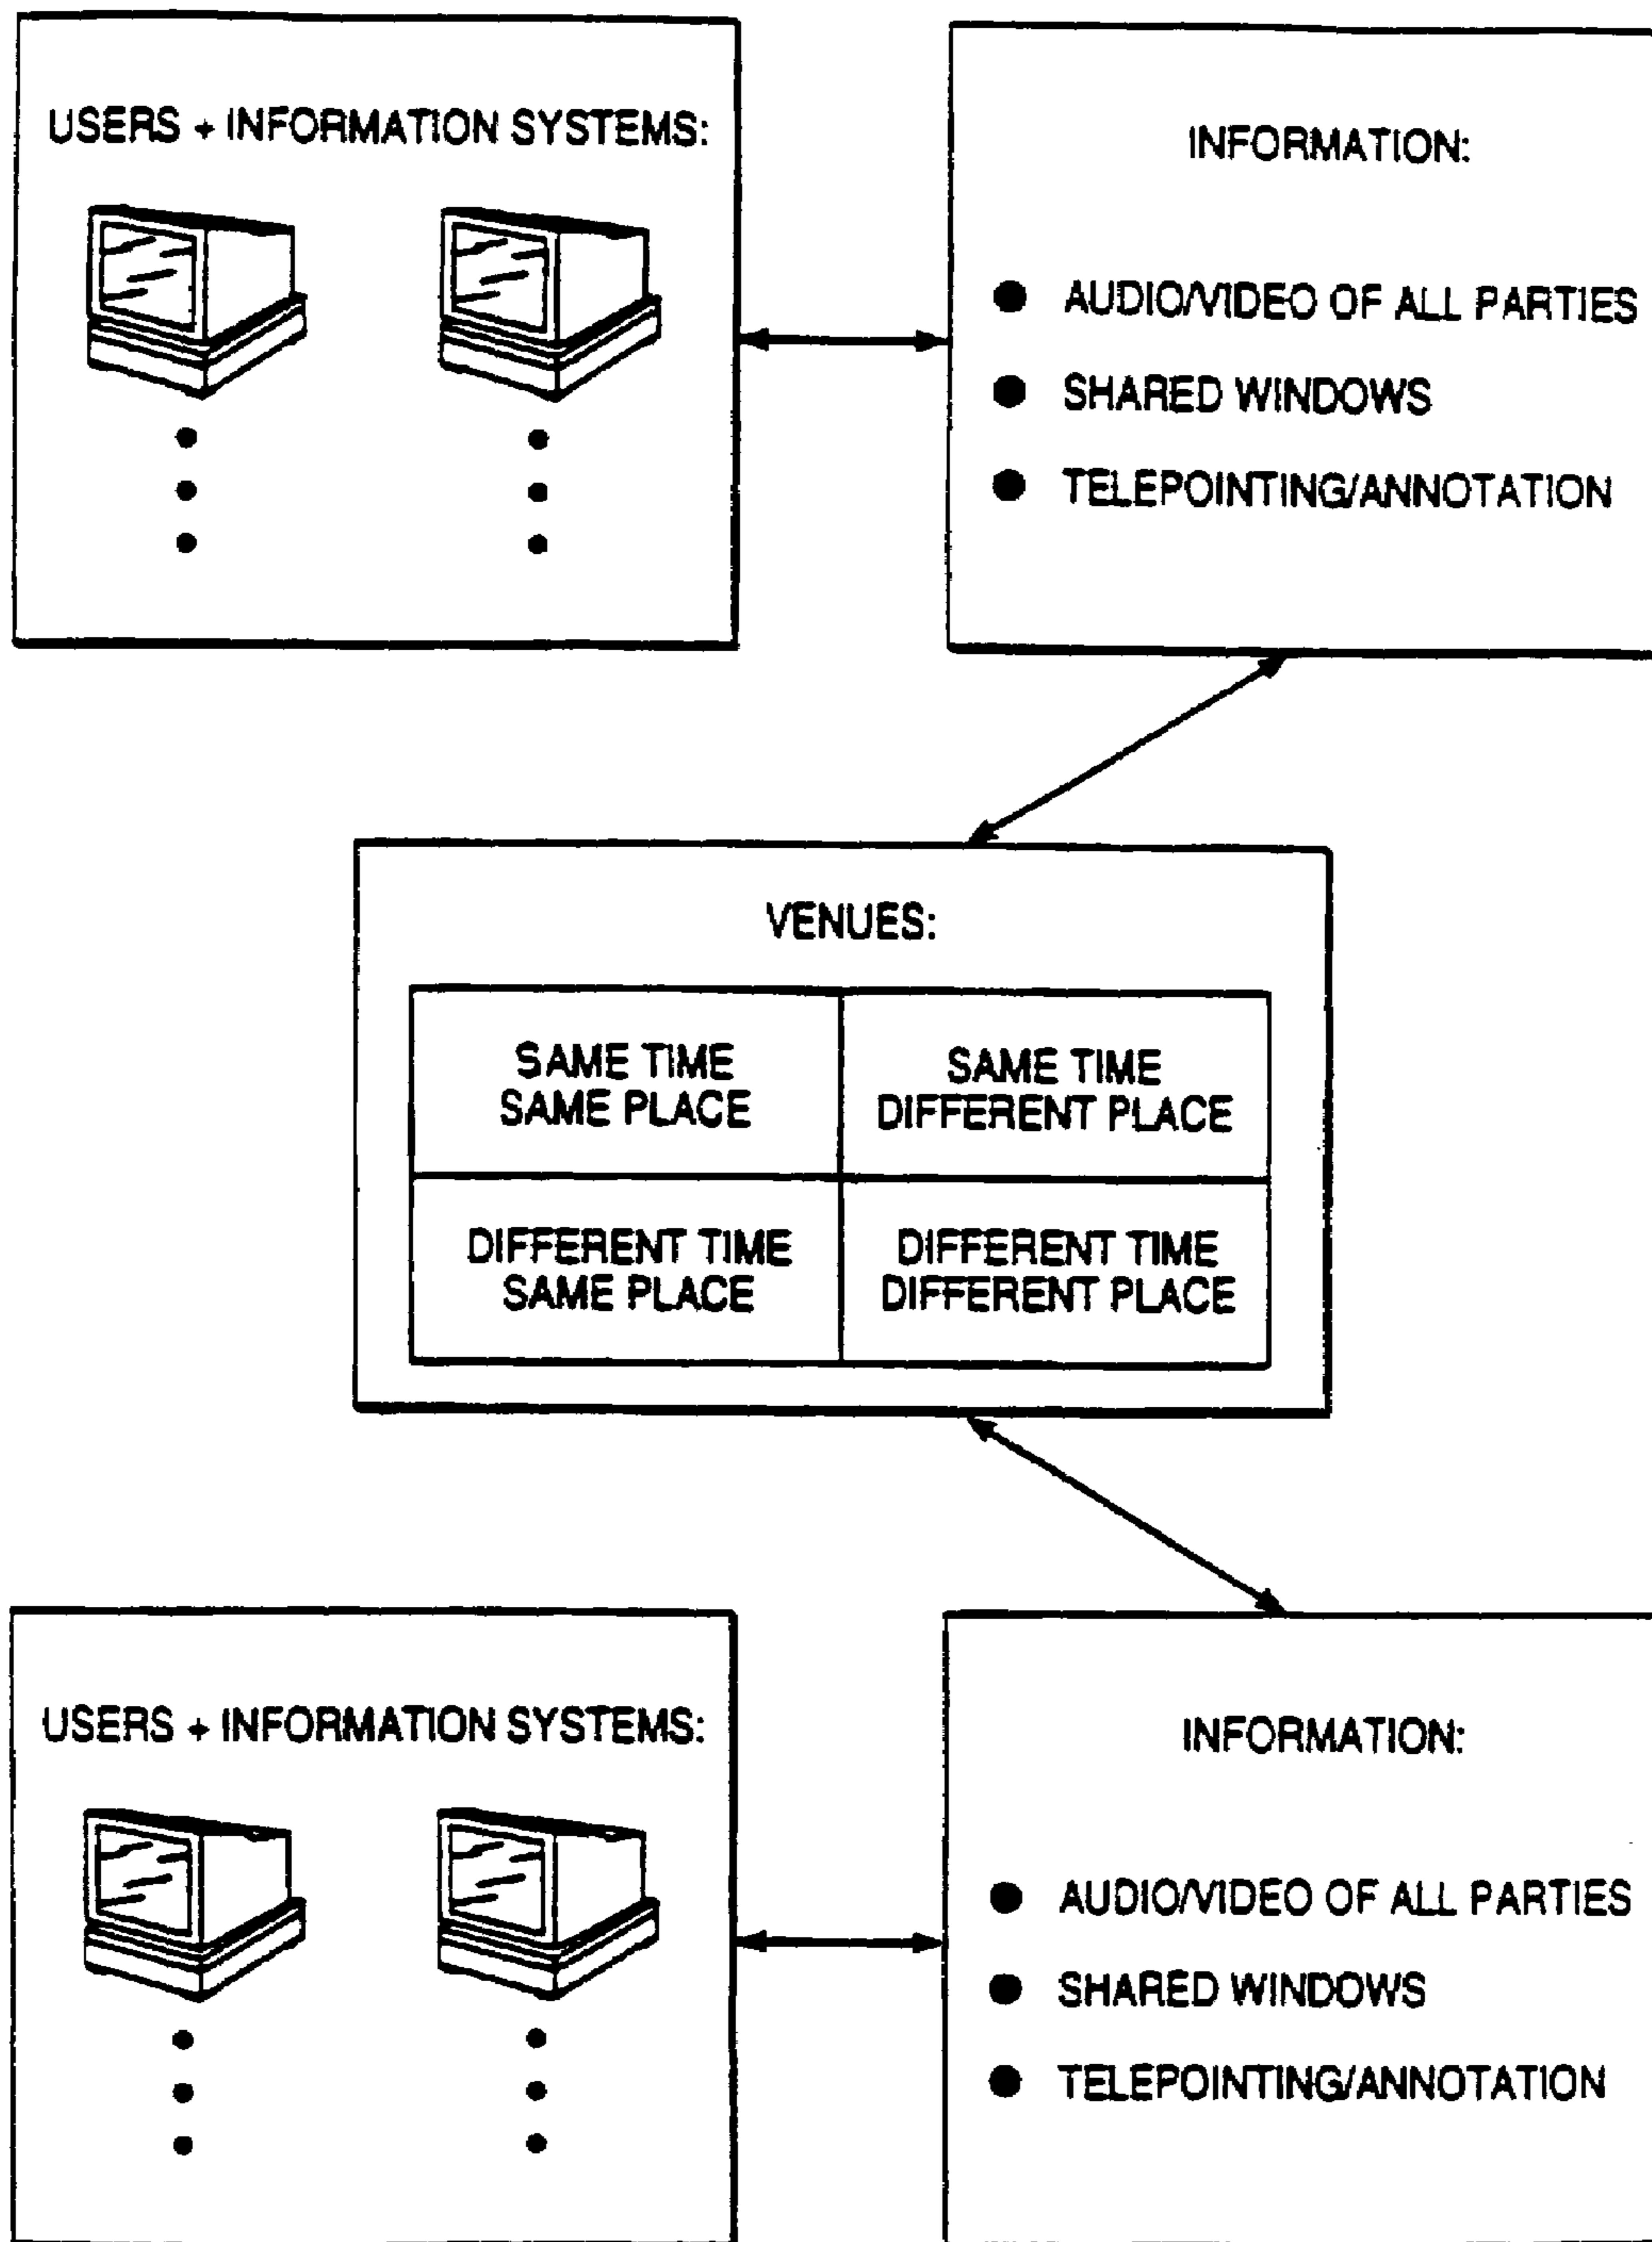 USERS + INFORMATION SYSTEMS:
INFORMATION:
● AUDIO/VIDEO OF ALL PARTIES
● SHARED WINDOWS
● TELEPOINTING/ANNOTATION
VENUES:
SAME TIME
SAME PLACE
SAME TIME
DIFFERENT PLACE
DIFFERENT TIME
SAME PLACE
DIFFERENT TIME
DIFFERENT PLACE
USERS + INFORMATION SYSTEMS:
INFORMATION:
● AUDIO/VIDEO OF ALL PARTIES
● SHARED WINDOWS
● TELEPOINTING/ANNOTATION